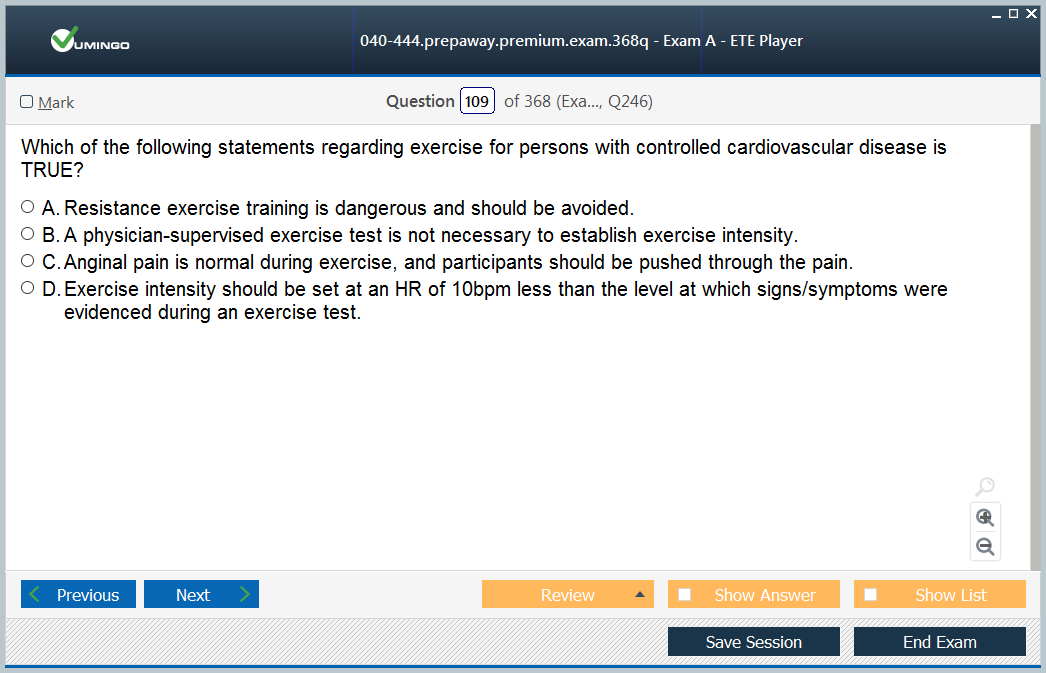 VUMINGO
040-444.prepaway.premium.exam.368q - Exam A - ETE Player
Mark
Question 109 of 368 (Exa..., Q246)
Which of the following statements regarding exercise for persons with controlled cardiovascular disease is
TRUE?
A. Resistance exercise training is dangerous and should be avoided.
B. A physician-supervised exercise test is not necessary to establish exercise intensity.
C. Anginal pain is normal during exercise, and participants should be pushed through the pain.
D. Exercise intensity should be set at an HR of 10bpm less than the level at which signs/symptoms were
evidenced during an exercise test.
Previous Next Review Show Answer Show List
Save Session End Exam